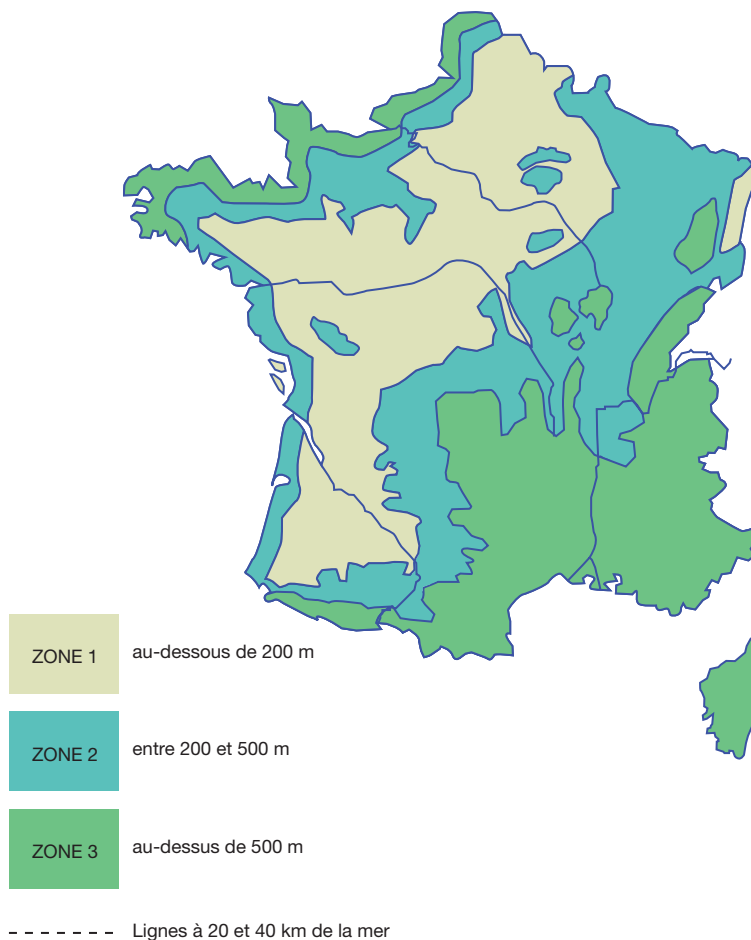 ZONE 1
au-dessous de 200 m
ZONE 2
entre 200 et 500 m
ZONE 3
au-dessus de 500 m
Lignes à 20 et 40 km de la mer